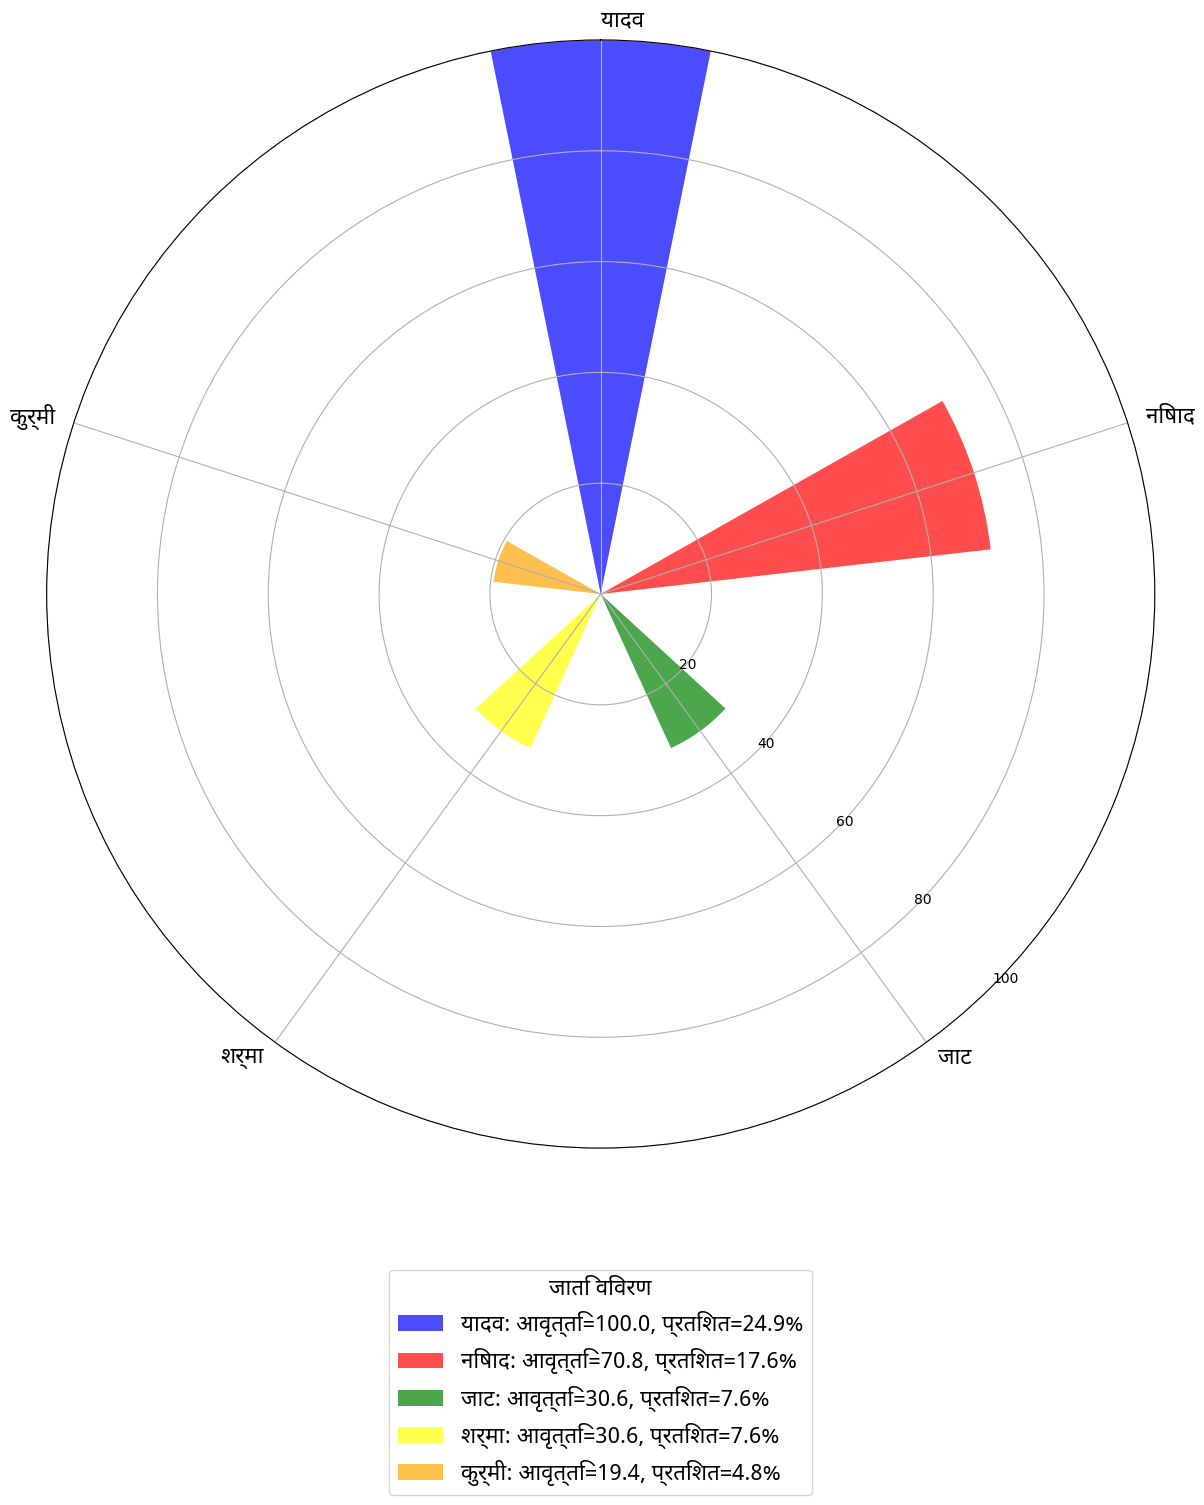 यादव
निषाद
कुर्मी
20
40
60
80
100
शर्मा
जाट
जाति विवरण
यादव: आवृत्ति=100.0, प्रतिशत=24.9%
निषाद: आवृत्ति=70.8, प्रतिशत=17.6%
जाट: आवृत्ति=30.6, प्रतिशत=7.6%
शर्मा: आवृत्ति=30.6, प्रतिशत=7.6%
कुर्मी: आवृत्ति=19.4, प्रतिशत=4.8%